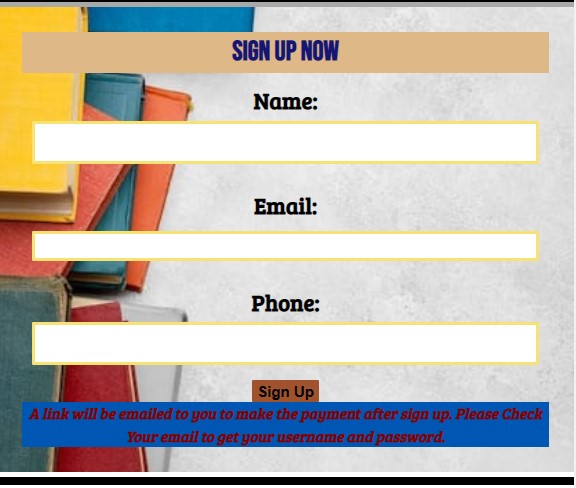 SIGN UP NOW
Name:
Email:
Phone:
Sign Up
A link will be emailed to you to make the payment after sign up. Please Check
Your email to get your username and password.